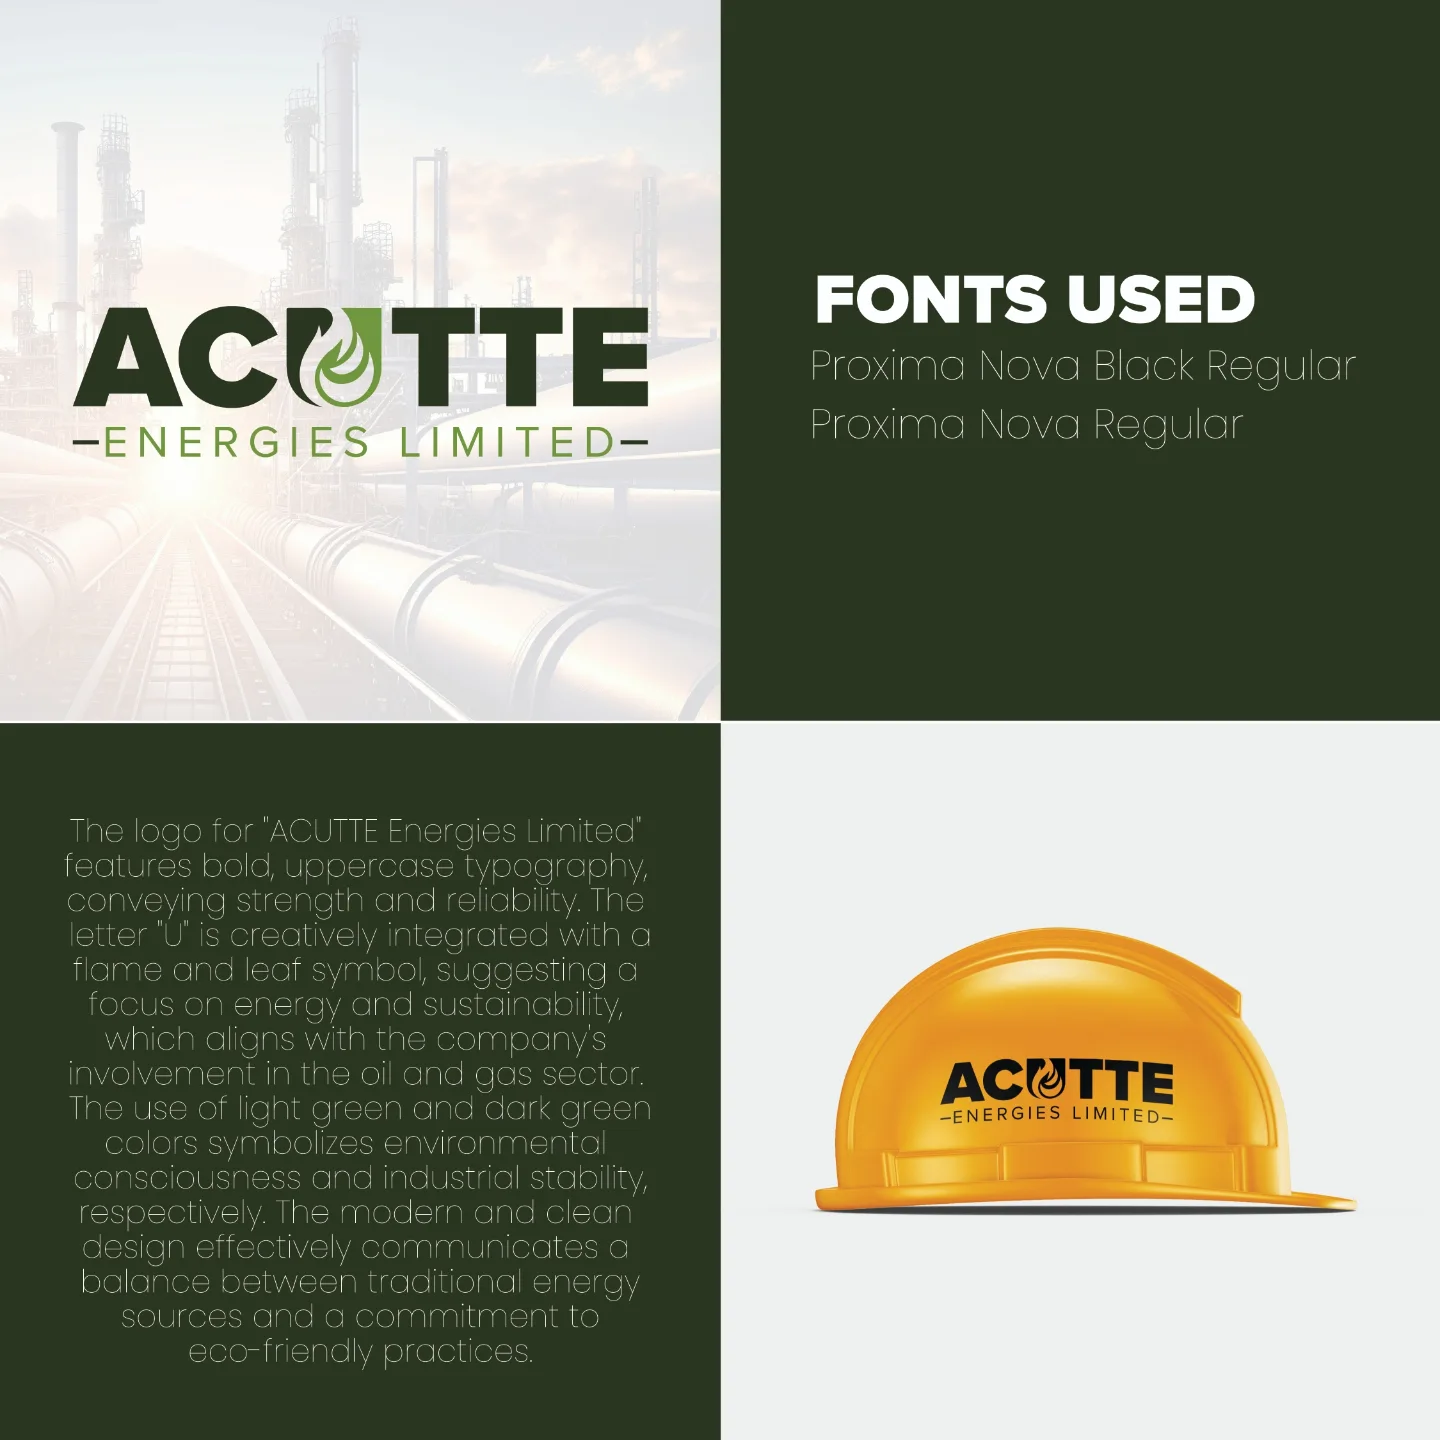 ACUTTE
–ENERGIES LIMITED–
FONTS USED
Proxima Nova Black Regular
Proxima Nova Regular
The logo for "ACUTTE Energies Limited"
features bold, uppercase typography,
conveying strength and reliability. The
letter "U" is creatively integrated with a
flame and leaf symbol, suggesting a
focus on energy and sustainability,
which aligns with the company's
involvement in the oil and gas sector.
The use of light green and dark green
colors symbolizes environmental
consciousness and industrial stability,
respectively. The modern and clean
design effectively communicates a
balance between traditional energy
sources and a commitment to
eco-friendly practices.
ACUTTE
–ENERGIES LIMITED–